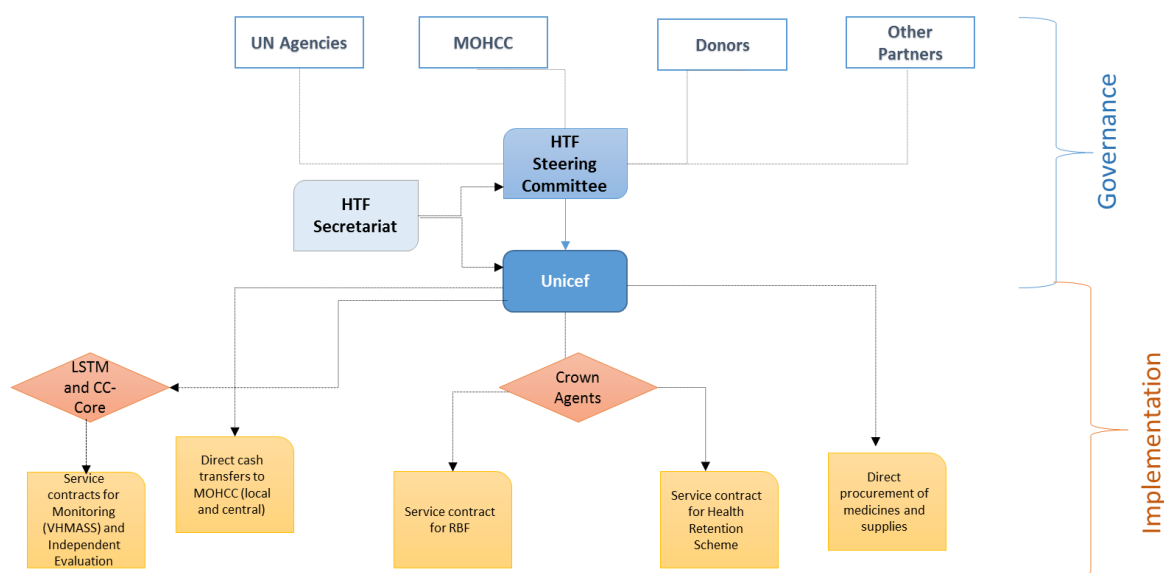 UN Agencies
MOHCC
Donors
Other
Partners
HTF
Steering
Committee
HTF
Secretariat
Unicef
Governance
LSTM
and CC-
Core
Crown
Agents
Implementation
Service
contracts for
Monitoring
(VHMASS) and
Independent
Evaluation
Direct cash
transfers to
MOHCC (local
and central)
Service contract
for RBF
Service contract
for Health
Retention
Scheme
Direct
procurement of
medicines and
supplies